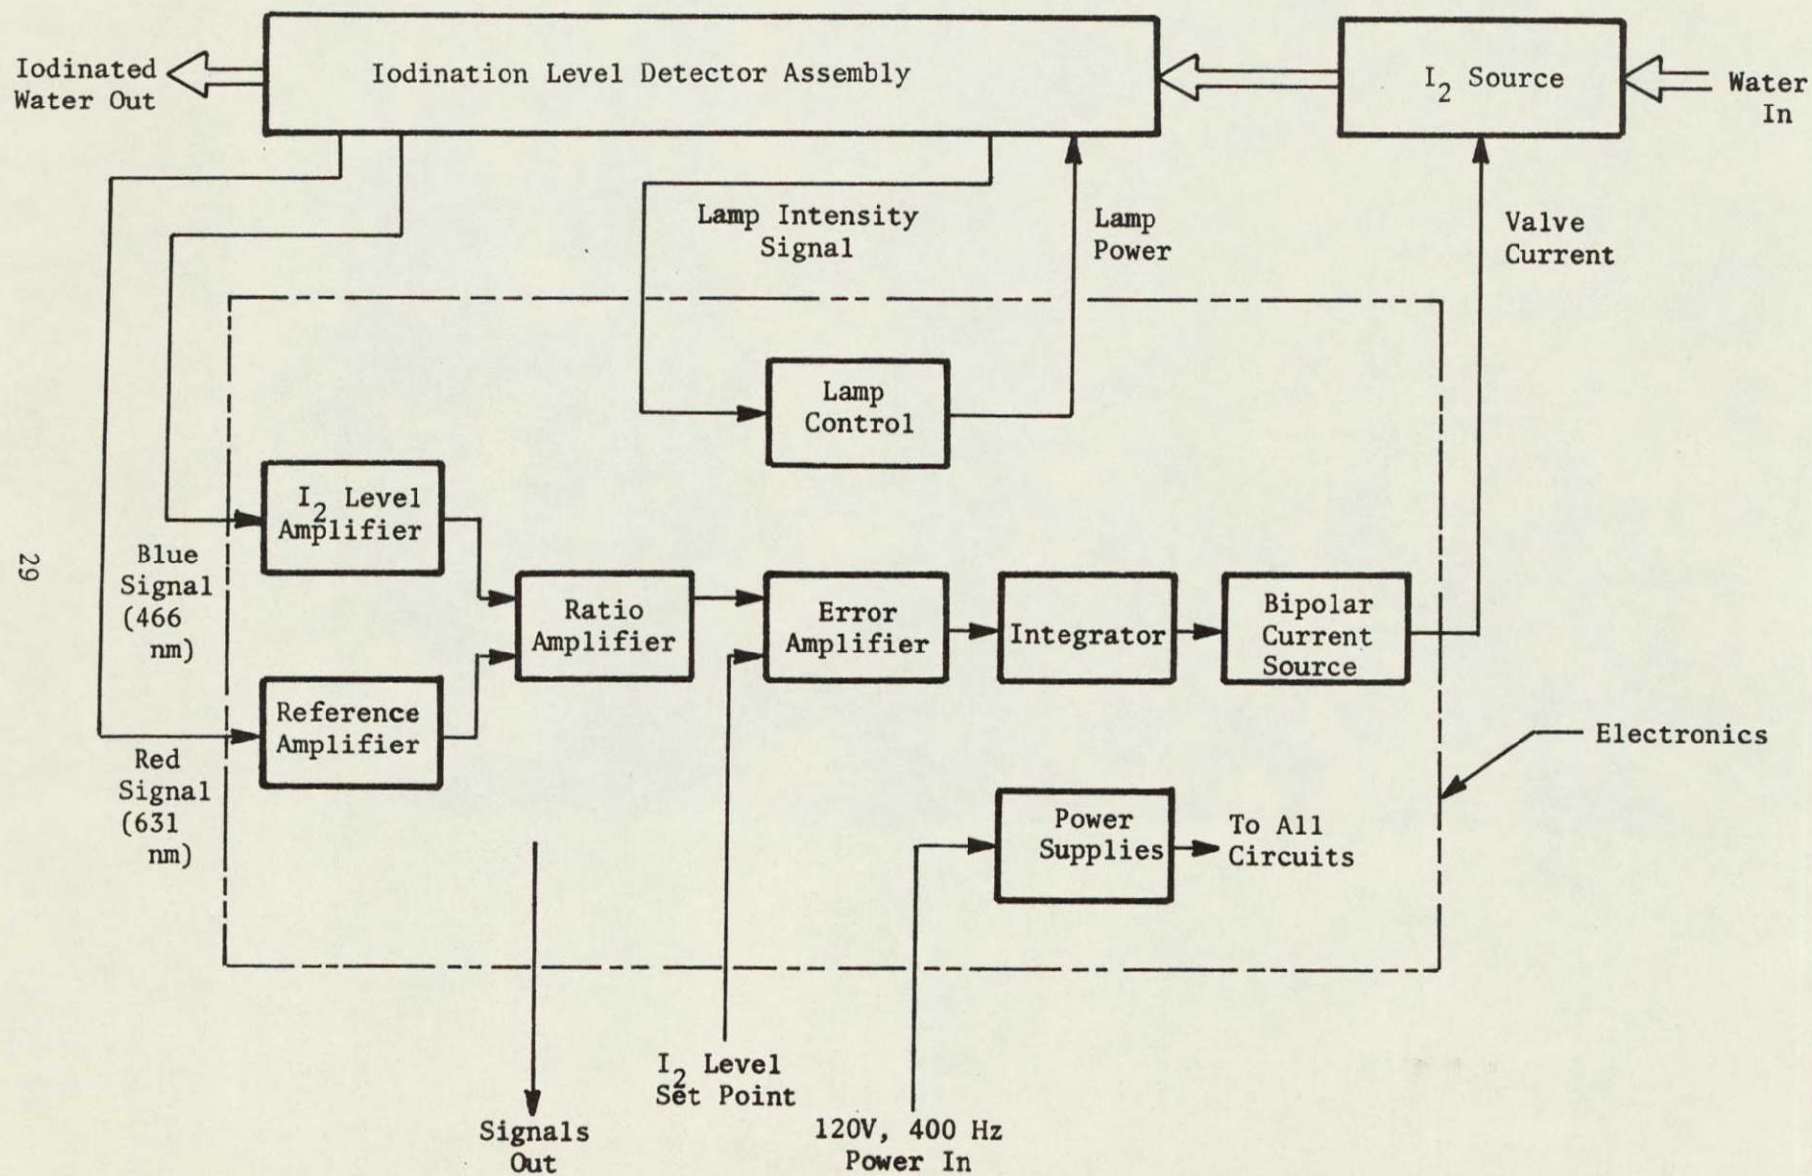 Iodinated
Water Out
Iodination Level Detector Assembly
I2 Source
Water
In
Lamp Intensity
Signal
Lamp
Power
Valve
Current
Lamp
Control
I2 Level
Amplifier
Blue
Signal
(466
nm)
Ratio
Amplifier
Error
Amplifier
Integrator
Bipolar
Current
Source
Reference
Amplifier
Red
Signal
(631
nm)
Electronics
Power
Supplies
To All
Circuits
I2 Level
Set Point
120V, 400 Hz
Power In
Signals
Out
29